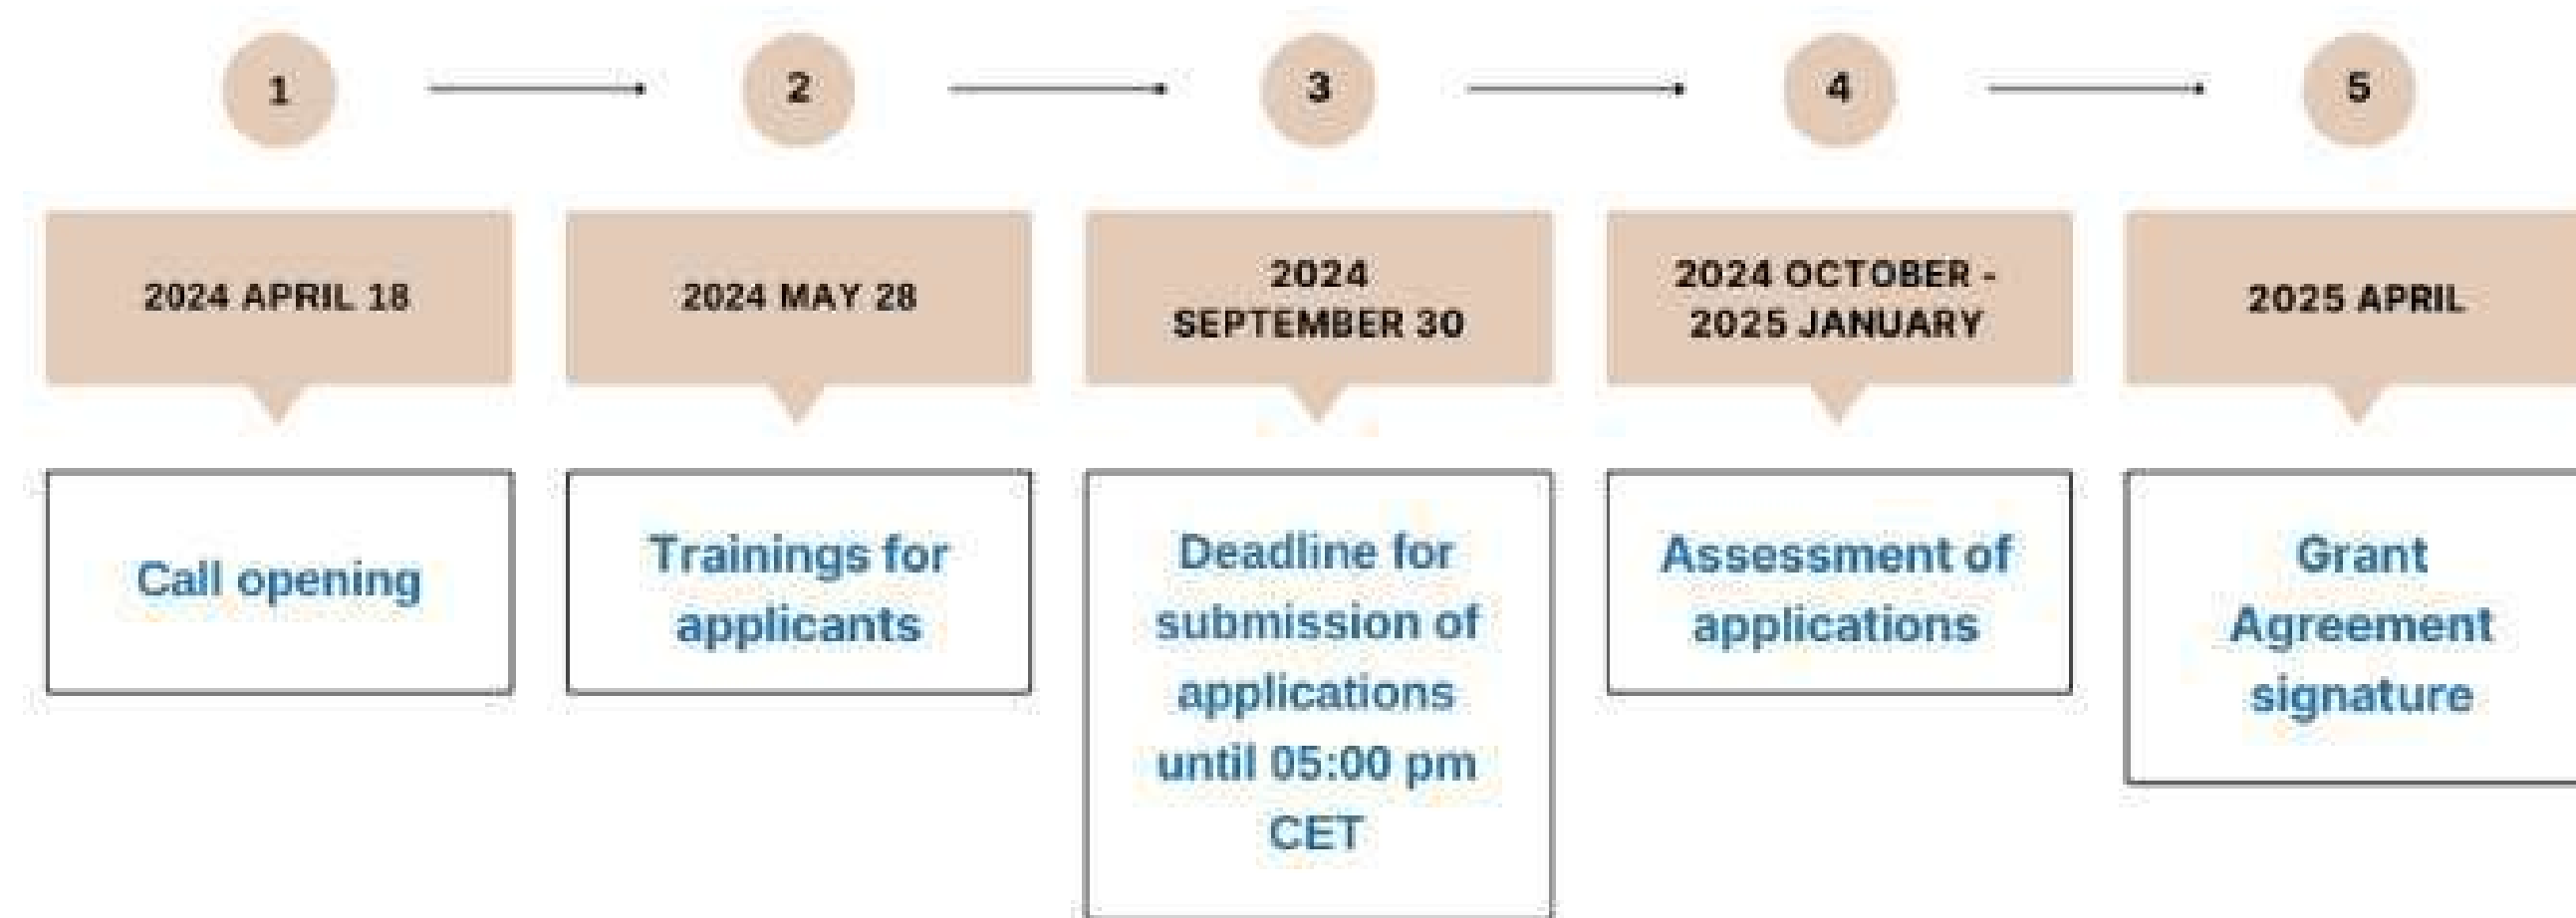 1
2
3
4
5
2024 APRIL 18
2024 MAY 28
2024
SEPTEMBER 30
2024 OCTOBER -
2025 JANUARY
2025 APRIL
Call opening
Trainings for
applicants
Deadline for
submission of
applications
until 05:00 pm
CET
Assessment of
applications
Grant
Agreement
signature